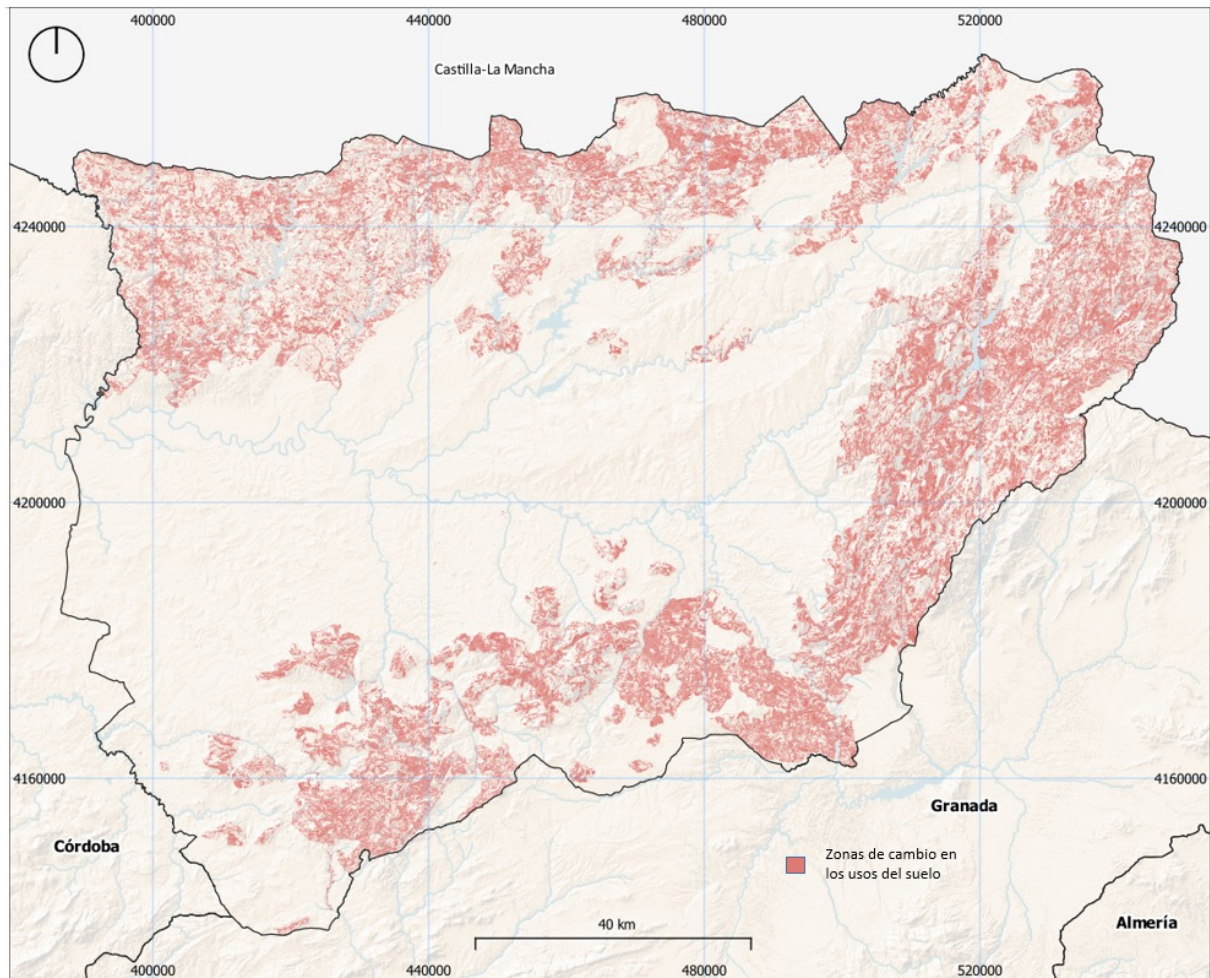 400000
440000
480000
520000
Castilla-La Mancha
4240000
4240000
4200000
4200000
4160000
4160000
Granada
Córdoba
Zonas de cambio en
los usos del suelo
40 km
Almería
400000
440000
480000
520000